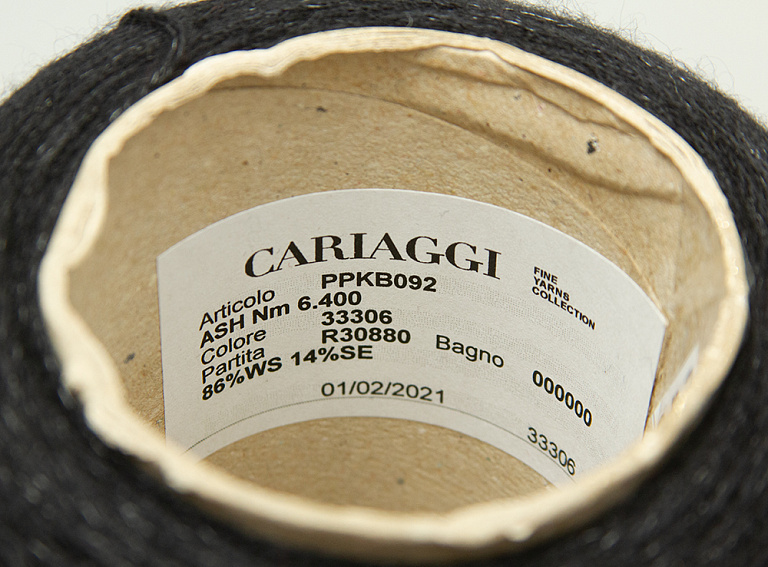 CARIAGGI
FINE
YARNS
COLLECTION
Articolo PPKB092
ASH Nm 6.400
Colore 33306
Partita R30880 Bagno 000000
86%WS 14%SE
01/02/2021
33306